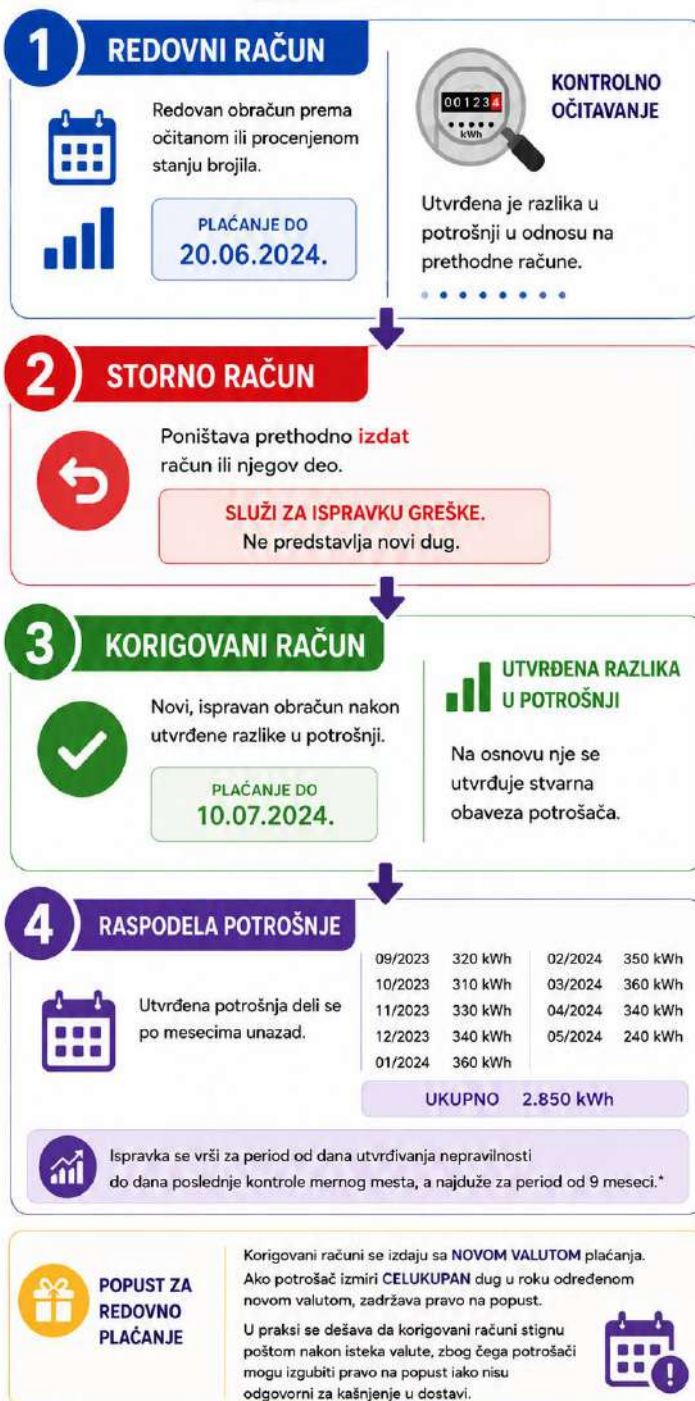 1 REDOVNI RAČUN
Redovan obračun prema
očitanom ili procenjenom
stanju brojila.
PLAĆANJE DO
20.06.2024.
001234
kWh
KONTROLNO
OČITAVANJE
Utvrđena je razlika u
potrošnji u odnosu na
prethodne račune.
2 STORNO RAČUN
Poništava prethodno izdat
račun ili njegov deo.
SLUŽI ZA ISPRAVKU GREŠKE.
Ne predstavlja novi dug.
3 KORIGOVANI RAČUN
Novi, ispravan obračun nakon
utvrđene razlike u potrošnji.
PLAĆANJE DO
10.07.2024.
UTVRĐENA RAZLIKA
U POTROŠNJI
Na osnovu nje se
utvrđuje stvarna
obaveza potrošača.
4 RASPODELA POTROŠNJE
Utvrđena potrošnja deli se
po mesecima unazad.
09/2023 320 kWh 02/2024 350 kWh
10/2023 310 kWh 03/2024 360 kWh
11/2023 330 kWh 04/2024 340 kWh
12/2023 340 kWh 05/2024 240 kWh
01/2024 360 kWh
UKUPNO 2.850 kWh
Ispravka se vrši za period od dana utvrđivanja nepravilnosti
do dana poslednje kontrole mernog mesta, a najduže za period od 9 meseci.*
POPUST ZA
REDOVNO
PLAĆANJE
Korigovani računi se izdaju sa NOVOM VALUTOM plaćanja.
Ako potrošač izmiri CELUKUPAN dug u roku određenom
novom valutom, zadržava pravo na popust.
U praksi se dešava da korigovani računi stignu
poštom nakon isteka valute, zbog čega potrošači
mogu izgubiti pravo na popust iako nisu
odgovorni za kašnjenje u dostavi.